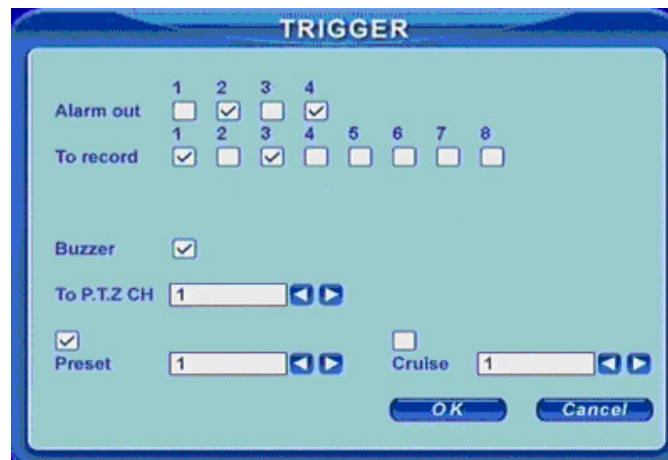 TRIGGER
1 2 3 4
Alarm out
1 2 3 4 5 6 7 8
To record
Buzzer
To P.T.Z CH 1
Preset 1 Cruise 1
OK Cancel